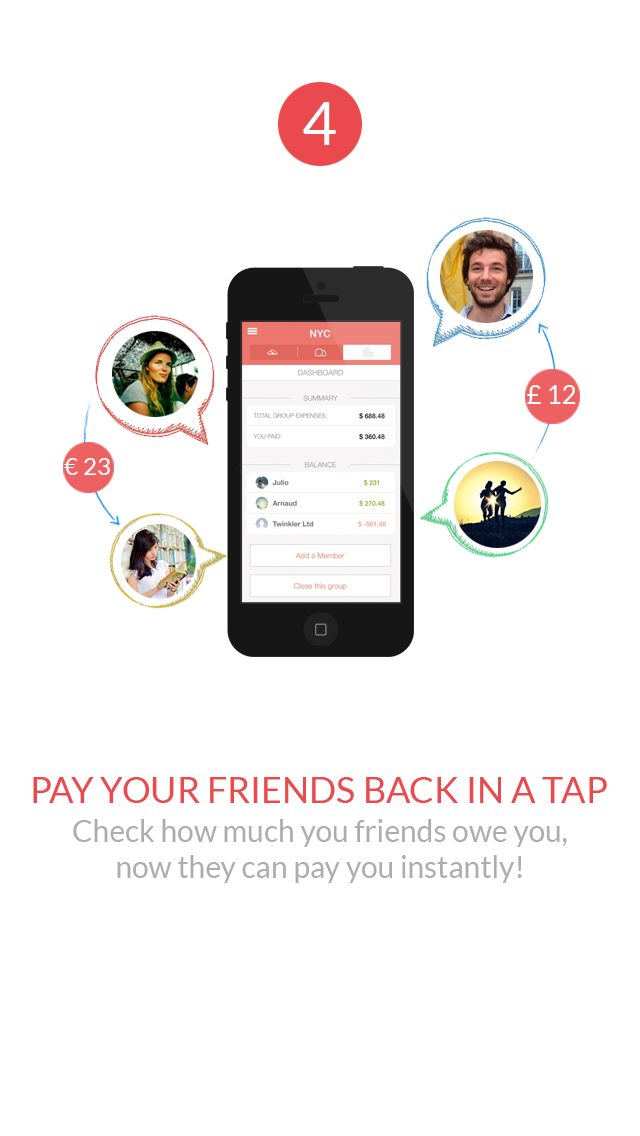 4
NYC
DASHBOARD
SUMMARY
TOTAL GROUP EXPENSES: $ 688.48
YOU PAID: $ 360.48
BALANCE
Julio $ 231
Arnaud $ 270.48
Twinkler Ltd $ -501.48
Add a Member
Close this group
£ 12
€ 23
PAY YOUR FRIENDS BACK IN A TAP
Check how much you friends owe you,
now they can pay you instantly!